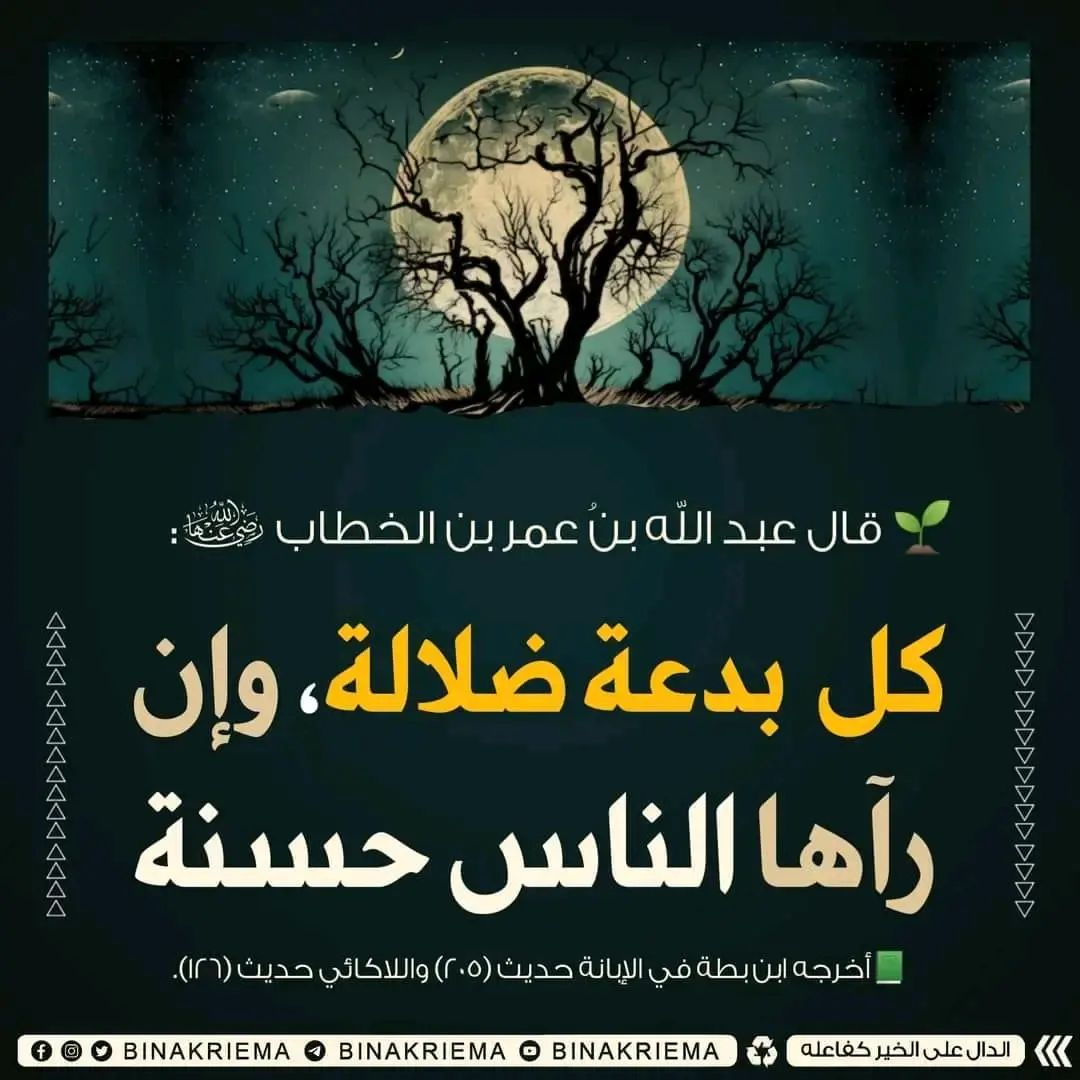 قال عبد الله بنُ عمر بن الخطاب رضي الله عنهما :
كل بدعة ضلالة، وإن
رآها الناس حسنة
أخرجه ابن بطة في الإبانة حديث (٢٠٥) واللاكائي حديث (١٢٦).
BINAKRIEMA BINAKRIEMA BINAKRIEMA الدال على الخير كفاعله